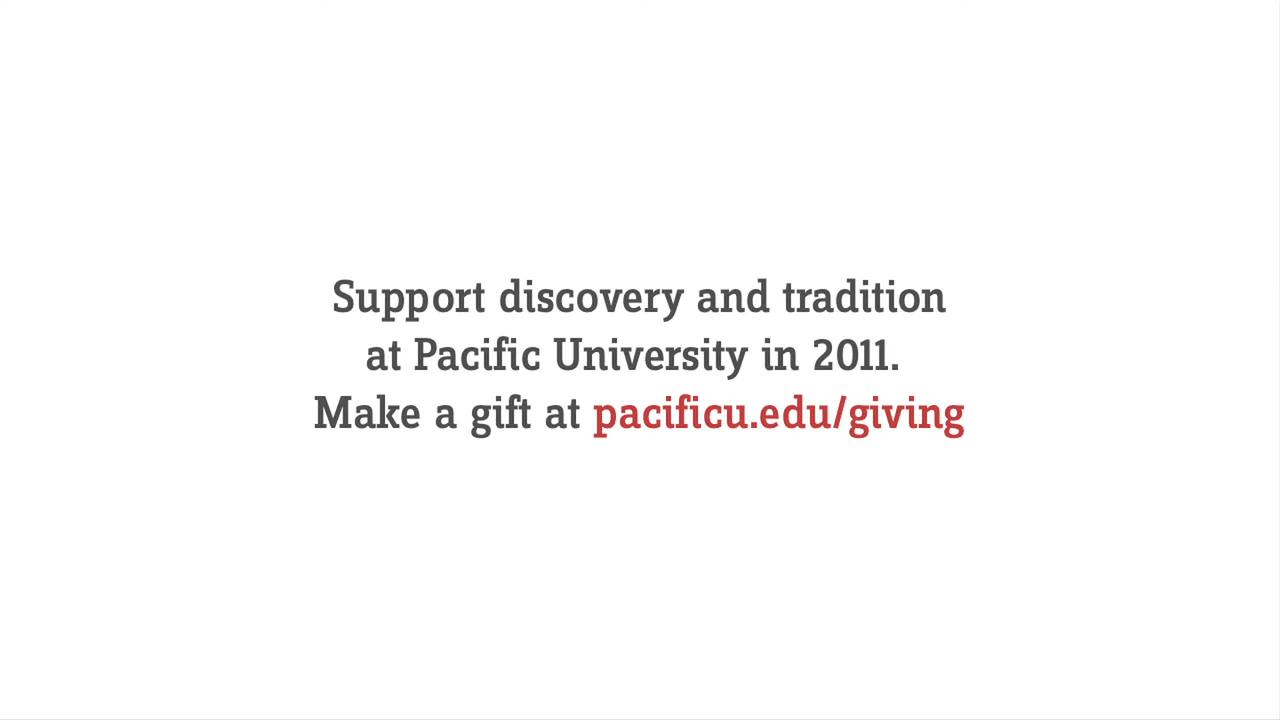 Support discovery and tradition
at Pacific University in 2011.
Make a gift at pacificu.edu/giving